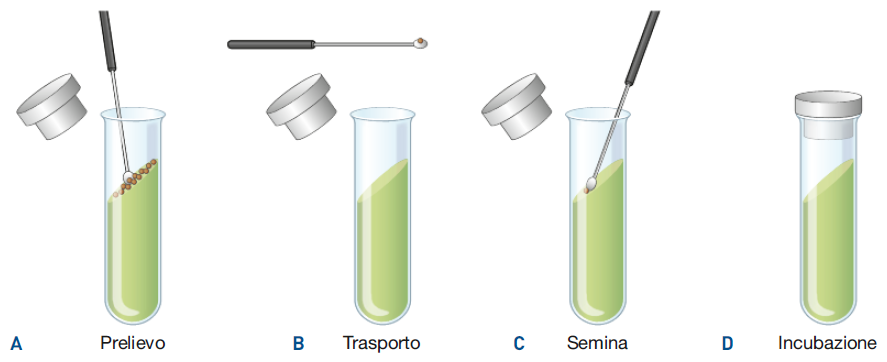 A Prelievo
B Trasporto
C Semina
D Incubazione